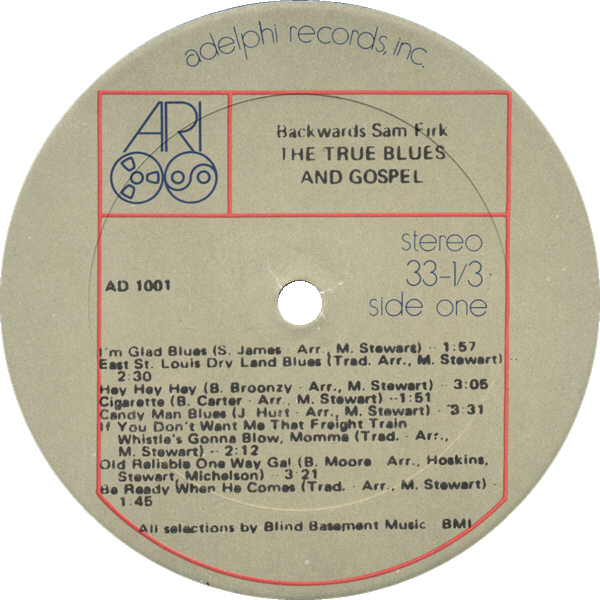 adelphi records, inc.
ARI
Backwards Sam Firk
THE TRUE BLUES
AND GOSPEL
stereo
33-1/3
side one
AD 1001
I'm Glad Blues (S. James - Arr., M. Stewart) -- 1:57
East St. Louis Dry Land Blues (Trad. Arr., M. Stewart) --
2:30
Hey Hey Hey (B. Broonzy - Arr., M. Stewart) -- 3:05
Cigarette (B. Carter - Arr., M. Stewart) --1:51
Candy Man Blues (J. Hurt - Arr., M. Stewart) -- 3:31
If You Don't Want Me That Freight Train
Whistle's Gonna Blow, Momma (Trad. - Arr.,
M. Stewart) -- 2:12
Old Reliable One Way Gal (B. Moore - Arr., Hoskins,
Stewart, Michelson) -- 3:21
Be Ready When He Comes (Trad. - Arr., M. Stewart) --
1:45
All selections by Blind Basement Music BMI